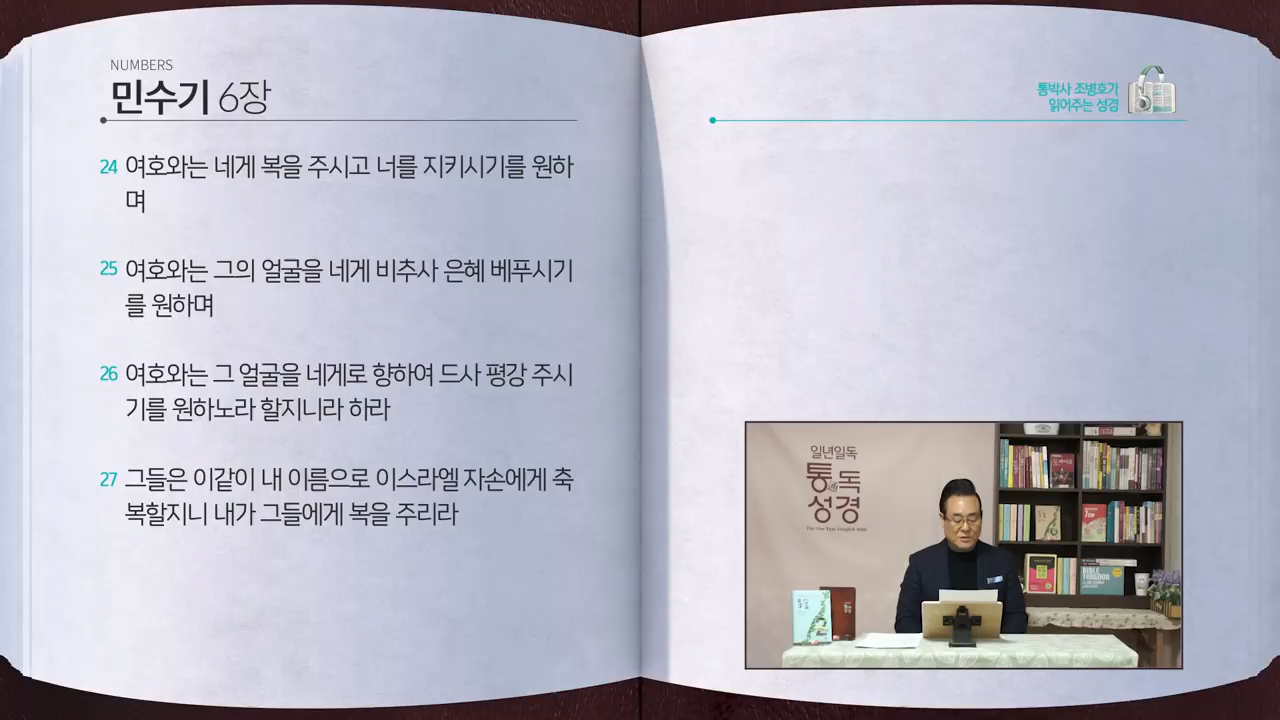 NUMBERS
민수기 6장
24 여호와는 네게 복을 주시고 너를 지키시기를 원하
며
25 여호와는 그의 얼굴을 네게 비추사 은혜 베푸시기
를 원하며
26 여호와는 그 얼굴을 네게로 향하여 드사 평강 주시
기를 원하노라 할지니라 하라
27 그들은 이같이 내 이름으로 이스라엘 자손에게 축
복할지니 내가 그들에게 복을 주리라
통박사 조병호가
읽어주는 성경
일년일독
통通독
성경
BIBLE
TONGDOK